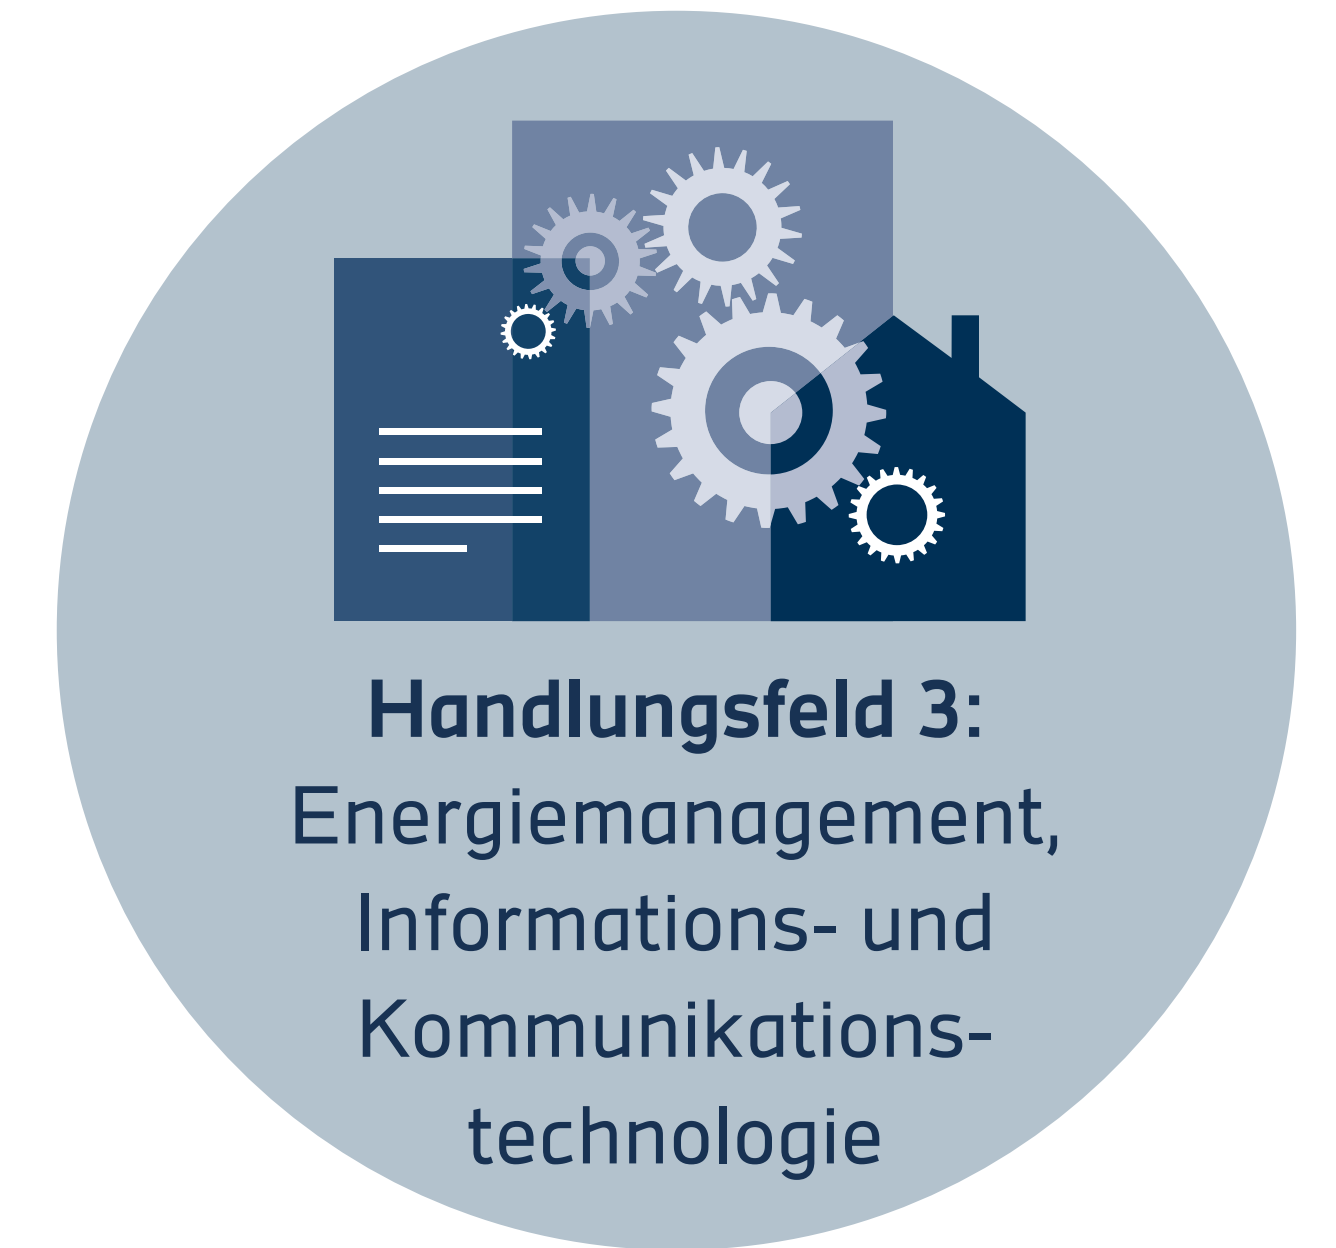 Handlungsfeld 3:
Energiemanagement,
Informations- und
Kommunikations-
technologie